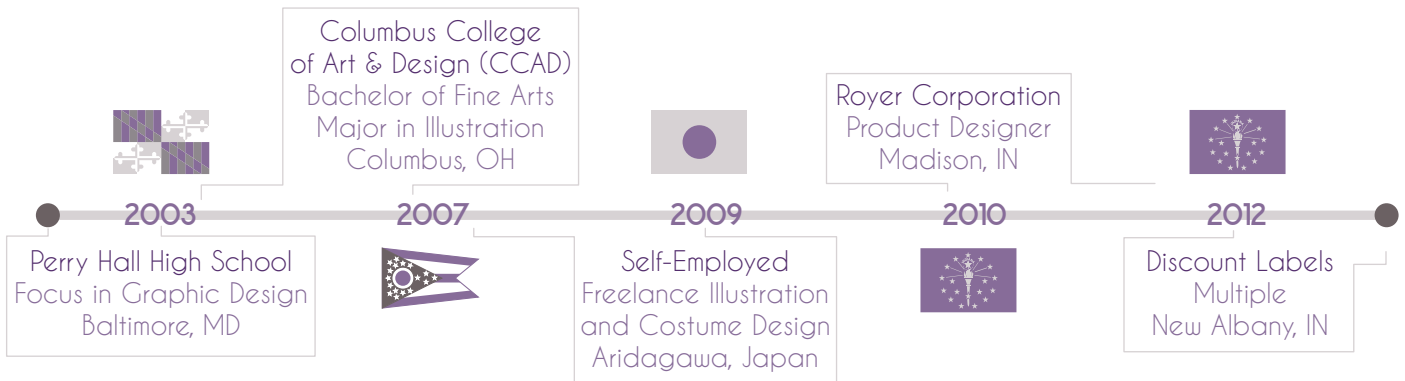 Columbus College
of Art & Design (CCAD)
Bachelor of Fine Arts
Major in Illustration
Columbus, OH
Royer Corporation
Product Designer
Madison, IN
2003
2007
2009
2010
2012
Perry Hall High School
Focus in Graphic Design
Baltimore, MD
Self-Employed
Freelance Illustration
and Costume Design
Aridagawa, Japan
Discount Labels
Multiple
New Albany, IN